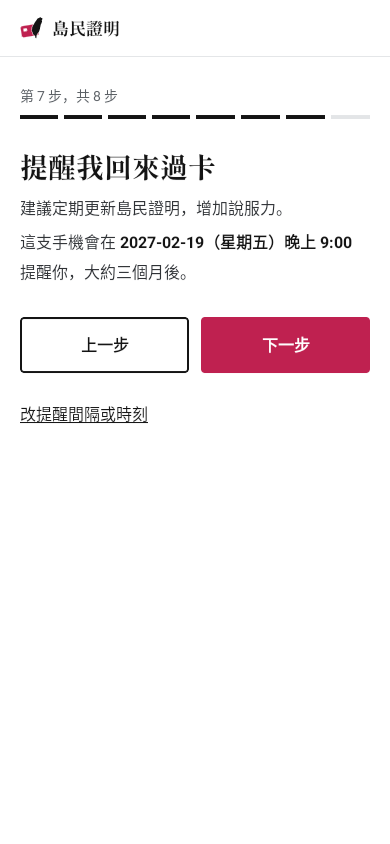 島民證明
第 7 步，共 8 步
提醒我回來過卡
建議定期更新島民證明，增加說服力。
這支手機會在 2027-02-19（星期五）晚上 9:00
提醒你，大約三個月後。
上一步
下一步
改提醒間隔或時刻